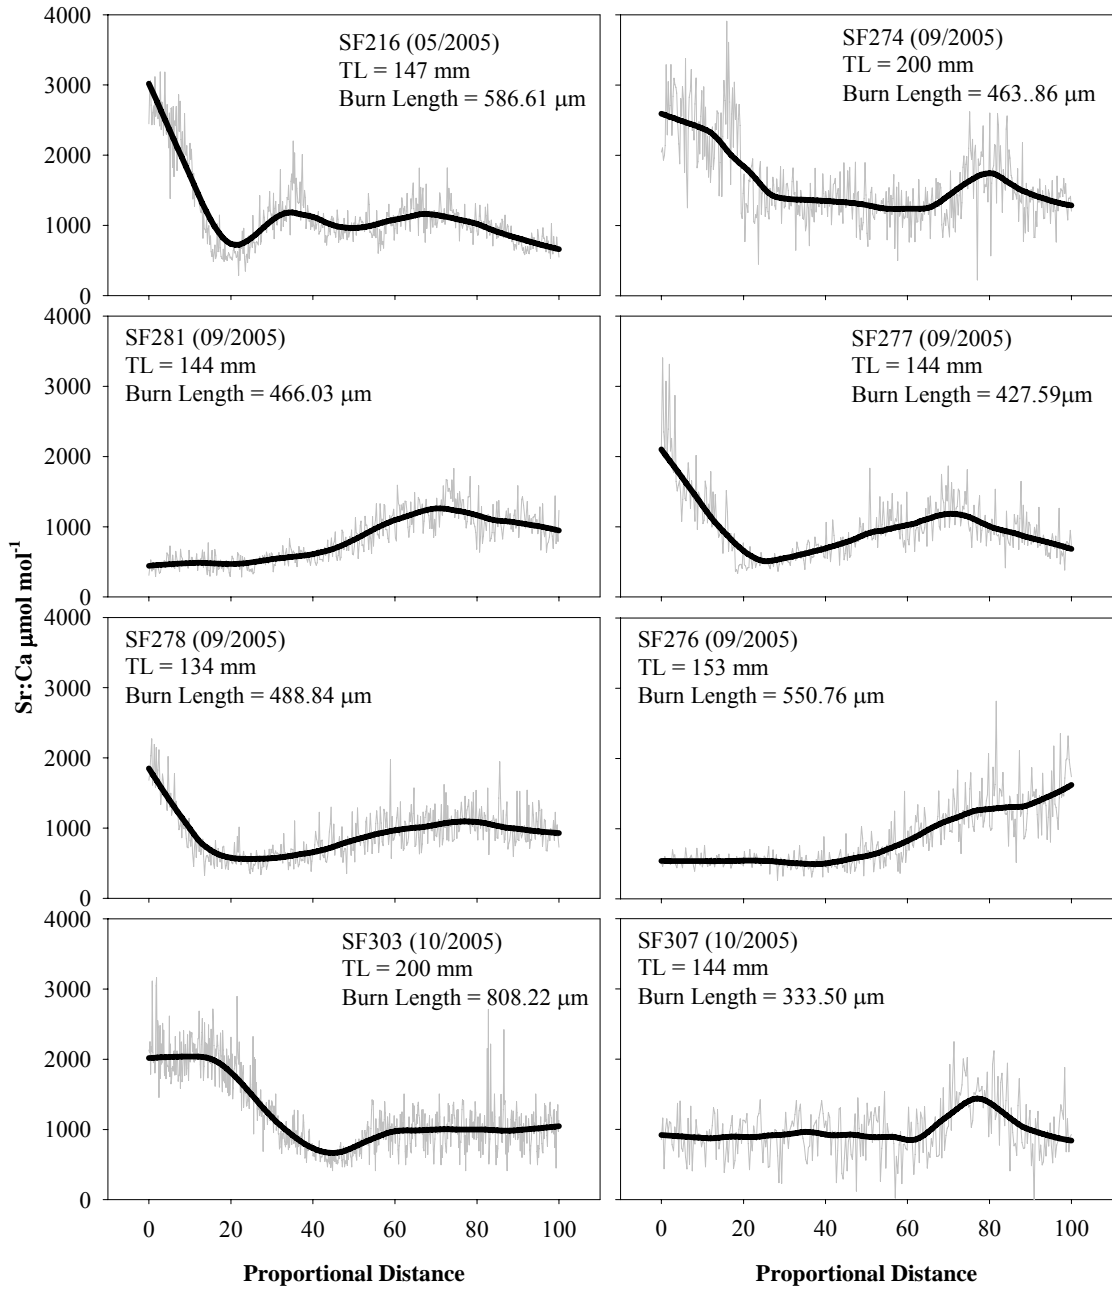 4000
3000
2000
1000
0
SF216 (05/2005)
TL = 147 mm
Burn Length = 586.61 μm
SF274 (09/2005)
TL = 200 mm
Burn Length = 463..86 μm
4000
3000
2000
1000
0
SF281 (09/2005)
TL = 144 mm
Burn Length = 466.03 μm
SF277 (09/2005)
TL = 144 mm
Burn Length = 427.59μm
Sr:Ca μmol mol⁻¹
4000
3000
2000
1000
0
SF278 (09/2005)
TL = 134 mm
Burn Length = 488.84 μm
SF276 (09/2005)
TL = 153 mm
Burn Length = 550.76 μm
4000
3000
2000
1000
0
SF303 (10/2005)
TL = 200 mm
Burn Length = 808.22 μm
SF307 (10/2005)
TL = 144 mm
Burn Length = 333.50 μm
0 20 40 60 80 100
0 20 40 60 80 100
Proportional Distance
Proportional Distance